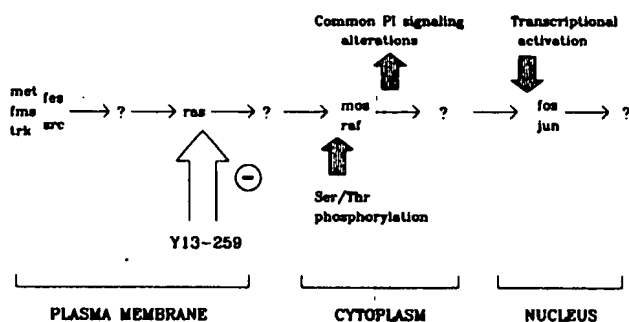 Common PI signaling
alterations
Transcriptional
activation
met
fes
fms
src
trk
?
ras
?
mos
raf
?
fos
jun
?
Ser/Thr
phosphorylation
Y13-259
PLASMA MEMBRANE
CYTOPLASM
NUCLEUS